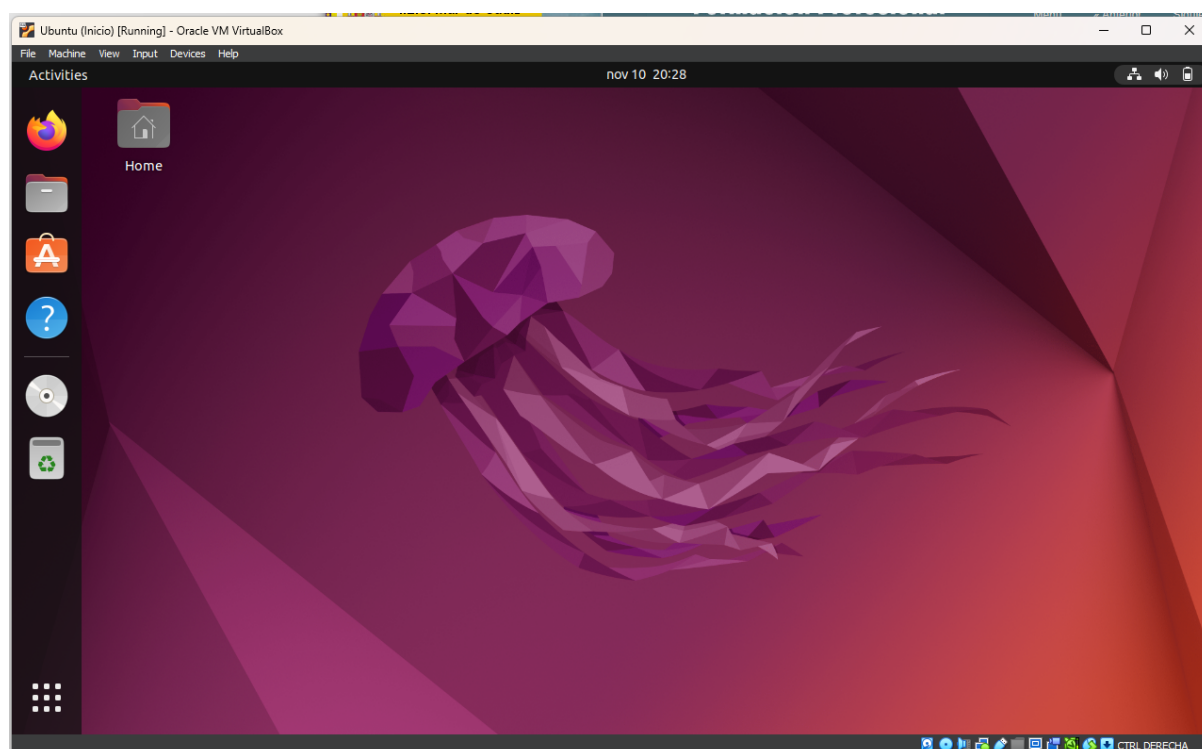 Ubuntu (Inicio) [Running] - Oracle VM VirtualBox
File Machine View Input Devices Help
Activities
nov 10 20:28
Home
CTRL DERECHA